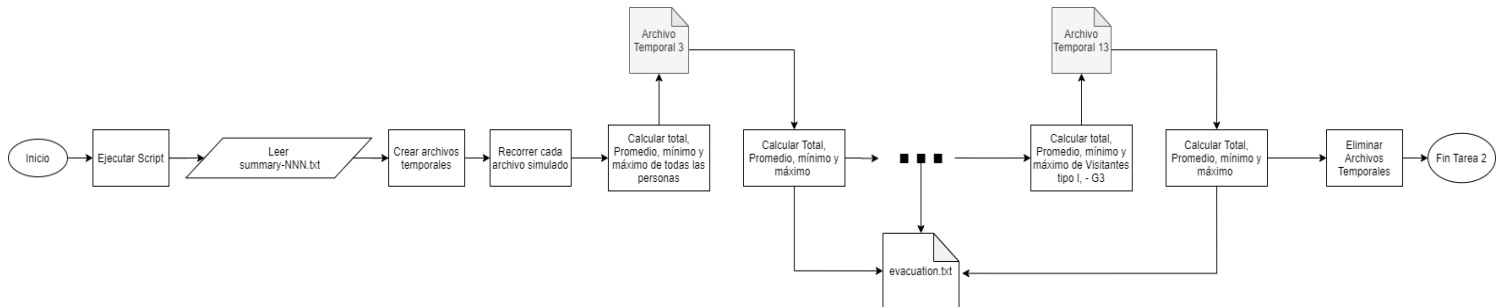 Inicio
Ejecutar Script
Leer
summary-NNN.txt
Crear archivos
temporales
Recorrer cada
archivo simulado
Calcular total,
Promedio, mínimo y
máximo de todas las
personas
Archivo
Temporal 3
Calcular Total,
Promedio, mínimo y
máximo
evacuation.txt
Calcular total,
Promedio, mínimo y
máximo de Visitantes
tipo I, - G3
Archivo
Temporal 13
Calcular Total,
Promedio, mínimo y
máximo
Eliminar
Archivos
Temporales
Fin Tarea 2